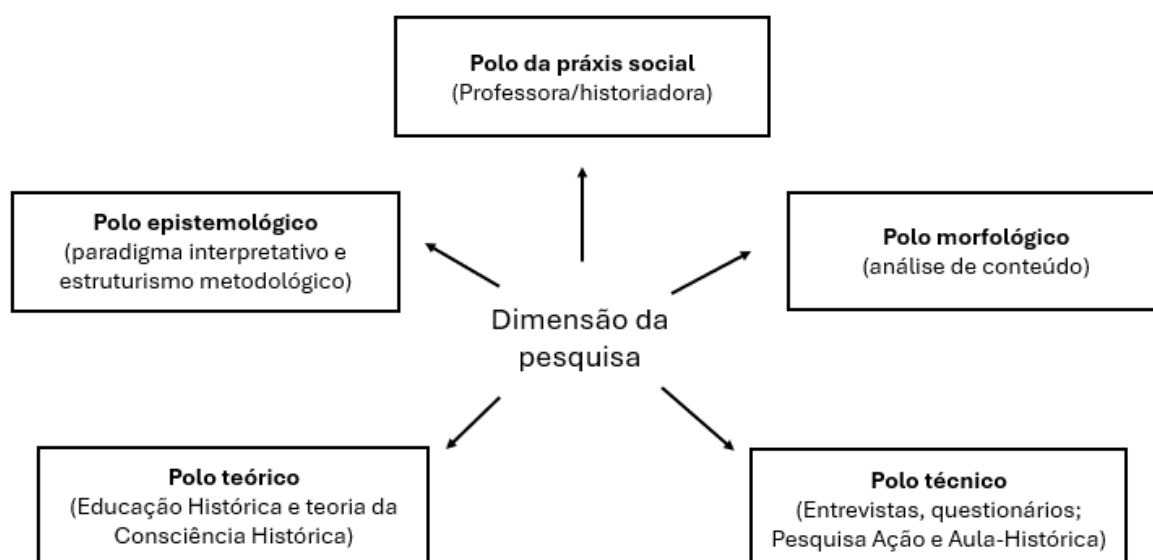 Polo da práxis social
(Professora/historiadora)
Polo epistemológico
(paradigma interpretativo e
estruturismo metodológico)
Polo morfológico
(análise de conteúdo)
Dimensão da
pesquisa
Polo teórico
(Educação Histórica e teoria da
Consciência Histórica)
Polo técnico
(Entrevistas, questionários;
Pesquisa Ação e Aula-Histórica)